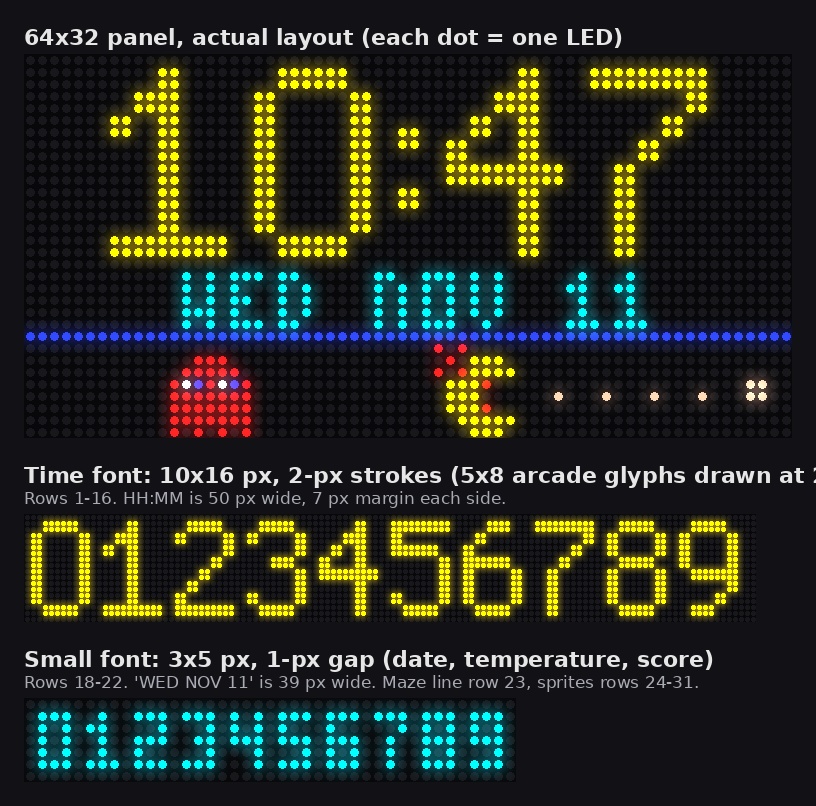 64x32 panel, actual layout (each dot = one LED)
10:47
WED NOV 11
Time font: 10x16 px, 2-px strokes (5x8 arcade glyphs drawn at 2
Rows 1-16. HH:MM is 50 px wide, 7 px margin each side.
0123456789
Small font: 3x5 px, 1-px gap (date, temperature, score)
Rows 18-22. 'WED NOV 11' is 39 px wide. Maze line row 23, sprites rows 24-31.
0123456789